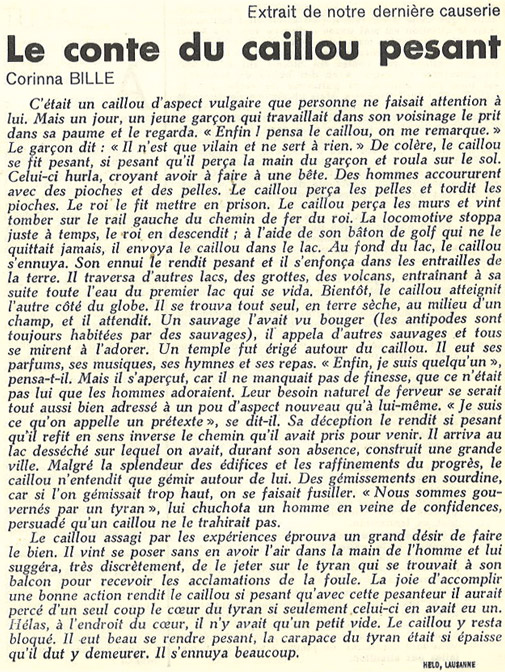 Extrait de notre dernière causerie
Le conte du caillou pesant
Corinna BILLE
C'était un caillou d'aspect vulgaire que personne ne faisait attention à
lui. Mais un jour, un jeune garçon qui travaillait dans son voisinage le prit
dans sa paume et le regarda. « Enfin ! pensa le caillou, on me remarque. »
Le garçon dit : « Il n'est que vilain et ne sert à rien. » De colère, le caillou
se fit pesant, si pesant qu'il perça la main du garçon et roula sur le sol.
Celui-ci hurla, croyant avoir à faire à une bête. Des hommes accoururent
avec des pioches et des pelles. Le caillou perça les pelles et tordit les
pioches. Le roi le fit mettre en prison. Le caillou perça les murs et vint
tomber sur le rail gauche du chemin de fer du roi. La locomotive stoppa
juste à temps, le roi en descendit ; à l'aide de son bâton de golf qui ne le
quittait jamais, il envoya le caillou dans le lac. Au fond du lac, le caillou
s'ennuya. Son ennui le rendit pesant et il s'enfonça dans les entrailles de
la terre. Il traversa d'autres lacs, des grottes, des volcans, entraînant à sa
suite toute l'eau du premier lac qui se vida. Bientôt, le caillou atteignit
l'autre côté du globe. Il se trouva tout seul, en terre sèche, au milieu d'un
champ, et il attendit. Un sauvage l'avait vu bouger (les antipodes sont
toujours habitées par des sauvages), il appela d'autres sauvages et tous
se mirent à l'adorer. Un temple fut érigé autour du caillou. Il eut ses
parfums, ses musiques, ses hymnes et ses repas. « Enfin, je suis quelqu'un »,
pensa-t-il. Mais il s'aperçut, car il ne manquait pas de finesse, que ce n'était
pas lui que les hommes adoraient. Leur besoin naturel de ferveur se serait
tout aussi bien adressé à un pou d'aspect nouveau qu'à lui-même. « Je suis
ce qu'on appelle un prétexte », se dit-il. Sa déception le rendit si pesant
qu'il refit en sens inverse le chemin qu'il avait pris pour venir. Il arriva au
lac desséché sur lequel on avait, durant son absence, construit une grande
ville. Malgré la splendeur des édifices et les raffinements du progrès, le
caillou n'entendit que gémir autour de lui. Des gémissements en sourdine,
car si l'on gémissait trop haut, on se faisait fusiller. « Nous sommes gou-
vernés par un tyran », lui chuchota un homme en veine de confidences,
persuadé qu'un caillou ne le trahirait pas.
Le caillou assagi par les expériences éprouva un grand désir de faire
le bien. Il vint se poser sans en avoir l'air dans la main de l'homme et lui
suggéra, très discrètement, de le jeter sur le tyran qui se trouvait à son
balcon pour recevoir les acclamations de la foule. La joie d'accomplir
une bonne action rendit le caillou si pesant qu'avec cette pesanteur il aurait
percé d'un seul coup le cœur du tyran si seulement celui-ci en avait eu un.
Hélas, à l'endroit du cœur, il n'y avait qu'un petit vide. Le caillou y resta
bloqué. Il eut beau se rendre pesant, la carapace du tyran était si épaisse
qu'il dut y demeurer. Il s'ennuya beaucoup.
HELD, LAUSANNE